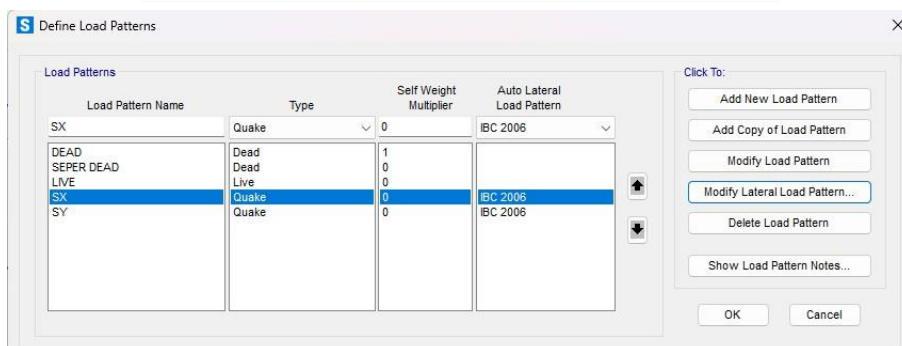 S Define Load Patterns
Load Patterns
Click To:
Load Pattern Name Type Self Weight Multiplier Auto Lateral Load Pattern
SX Quake 0 IBC 2006
DEAD Dead 1
SEPER DEAD Dead 0
LIVE Live 0
SX Quake 0 IBC 2006
SY Quake 0 IBC 2006
Add New Load Pattern
Add Copy of Load Pattern
Modify Load Pattern
Modify Lateral Load Pattern...
Delete Load Pattern
Show Load Pattern Notes...
OK Cancel